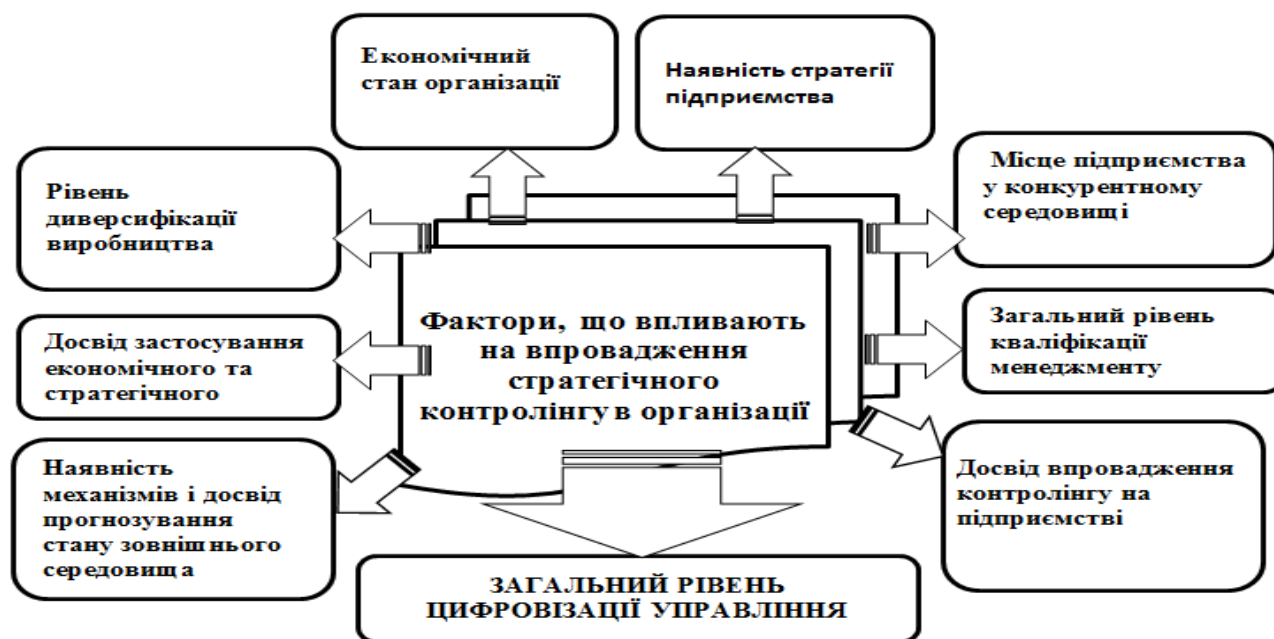 Економічний
стан організації
Наявність стратегії
підприємства
Рівень
диверсифікації
виробництва
Місце підприємства
у конкурентному
середовищі
Фактори, що впливають
на впровадження
стратегічного
контролінгу в організації
Досвід застосування
економічного та
стратегічного
Загальний рівень
кваліфікації
менеджменту
Наявність
механізмів і досвід
прогнозування
стану зовнішнього
середовища
Досвід впровадження
контролінгу на
підприємстві
ЗАГАЛЬНИЙ РІВЕНЬ
ЦИФРОВІЗАЦІЇ УПРАВЛІННЯ